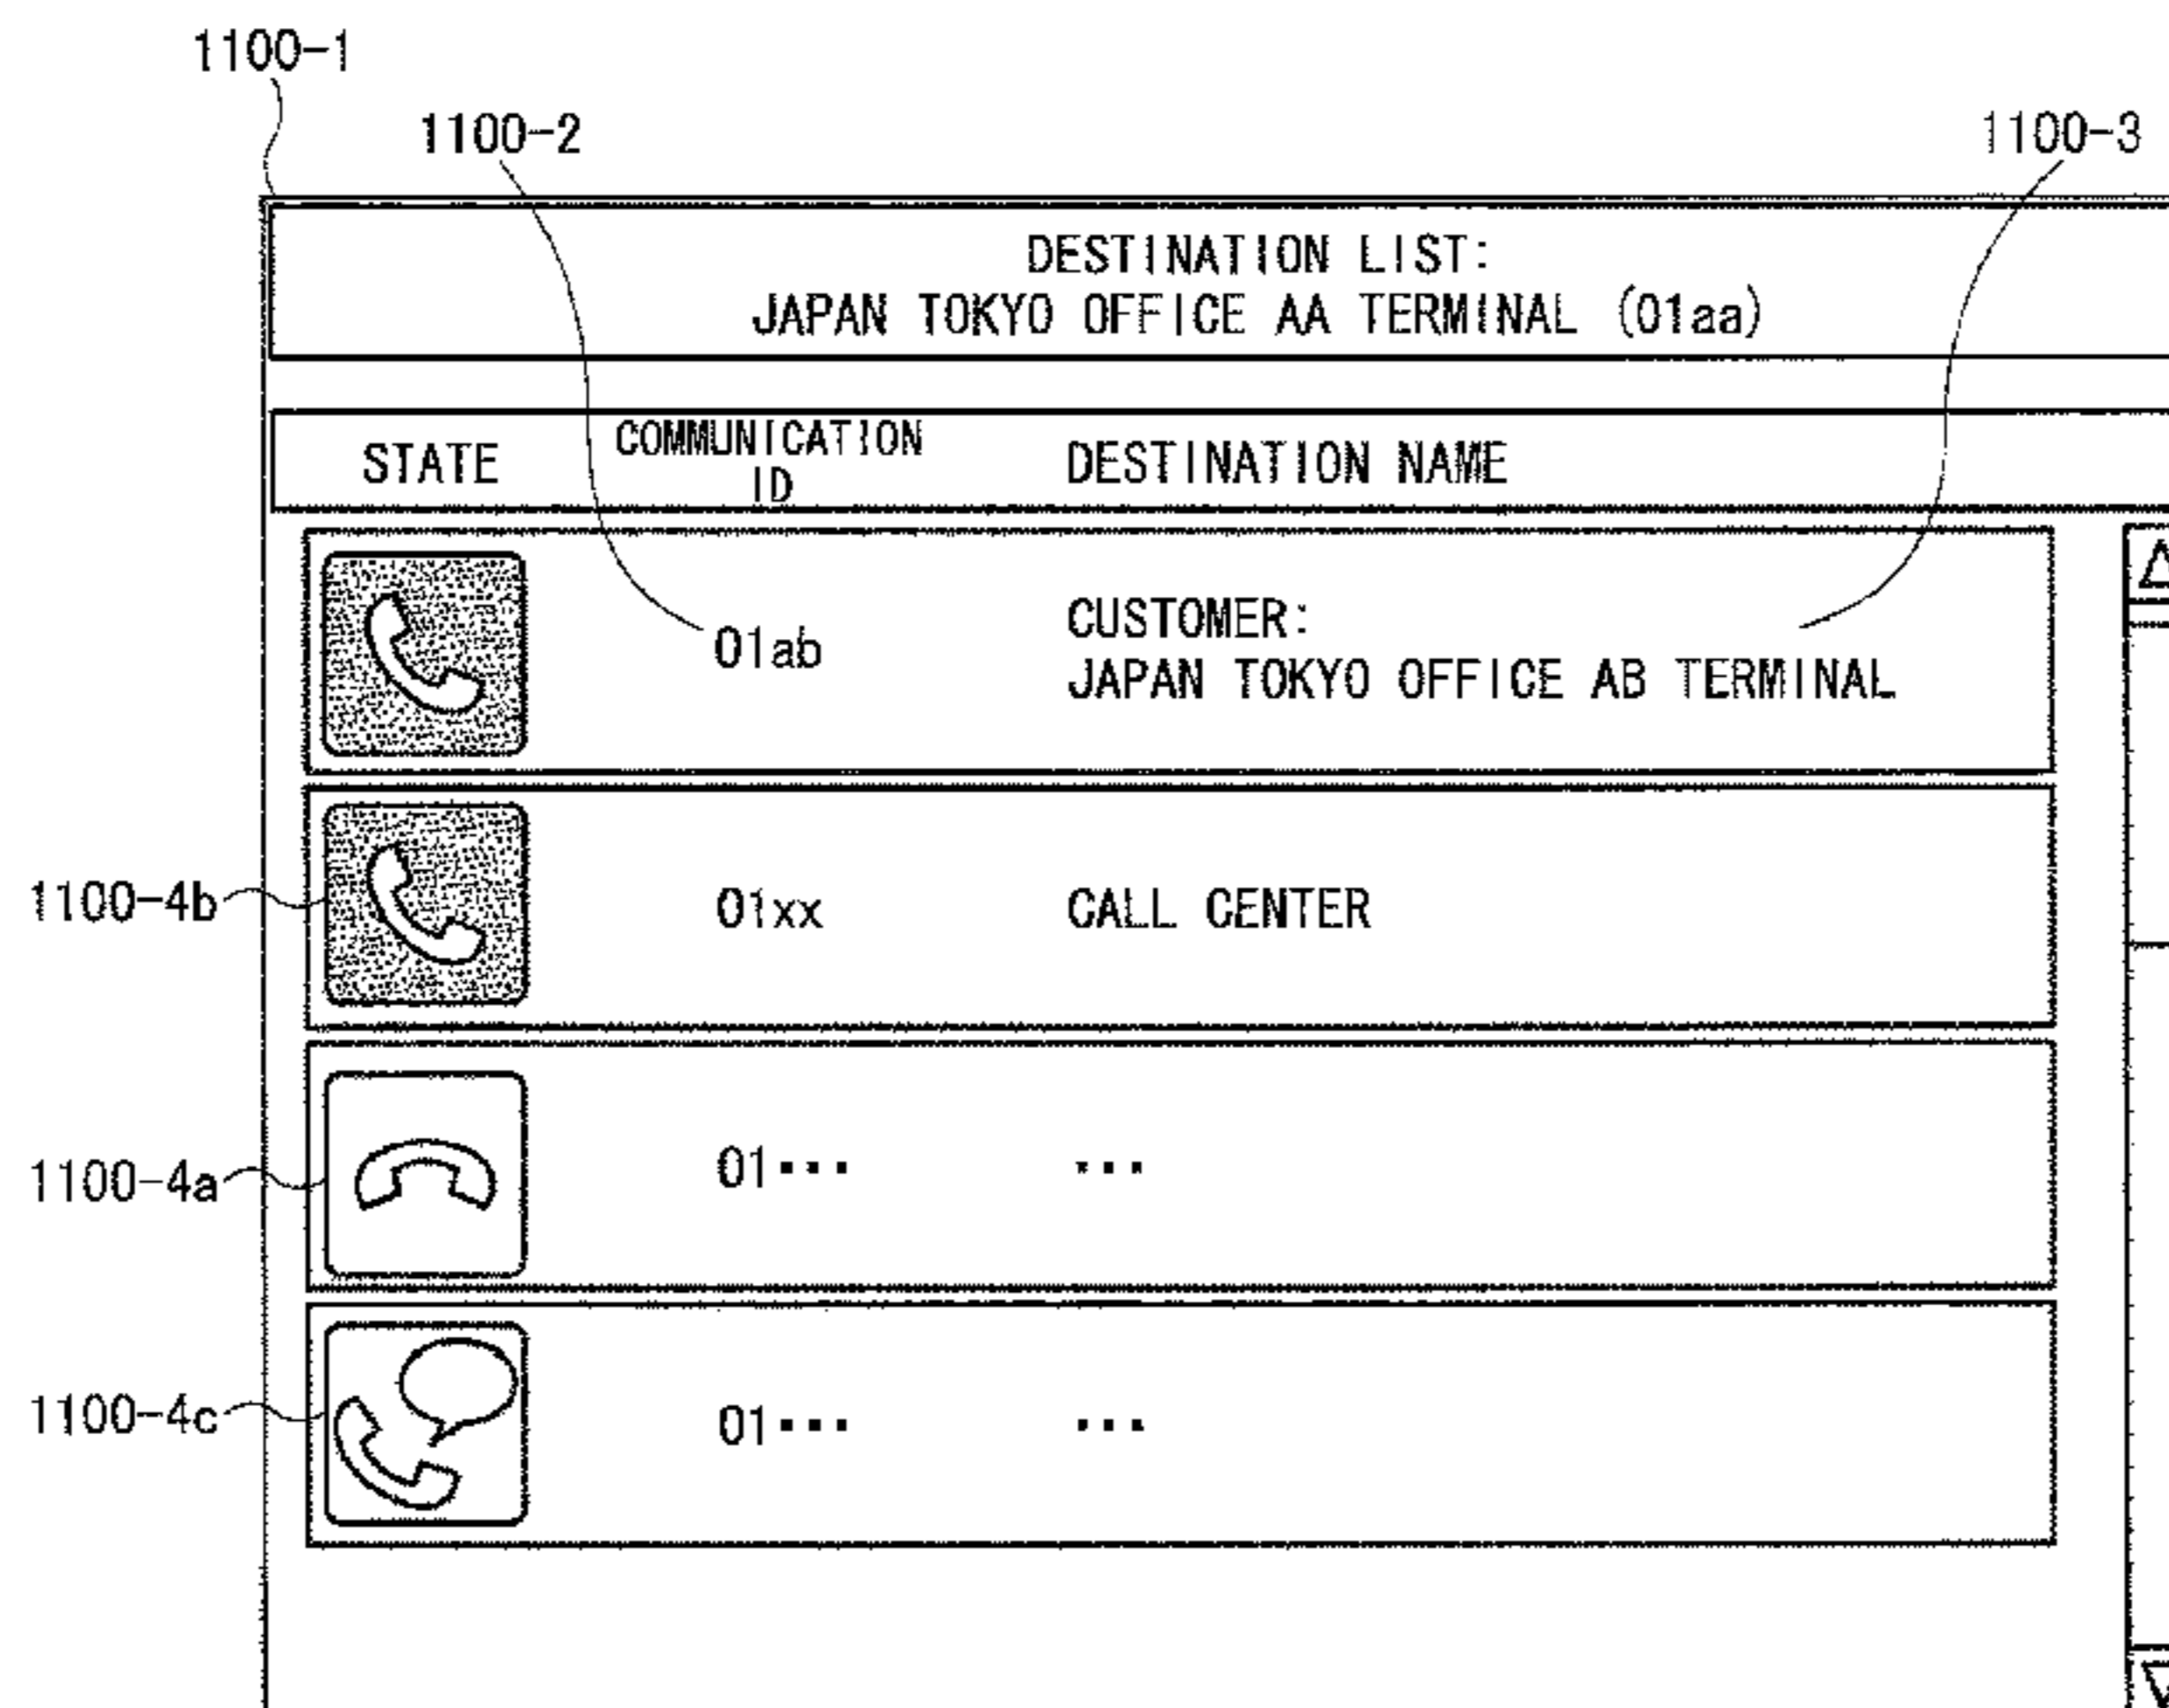 1100-1
1100-2
1100-3
DESTINATION LIST:
JAPAN TOKYO OFFICE AA TERMINAL (01aa)
STATE
COMMUNICATION
ID
DESTINATION NAME
01ab
CUSTOMER:
JAPAN TOKYO OFFICE AB TERMINAL
1100-4b
01xx
CALL CENTER
1100-4a
01...
...
1100-4c
01...
...